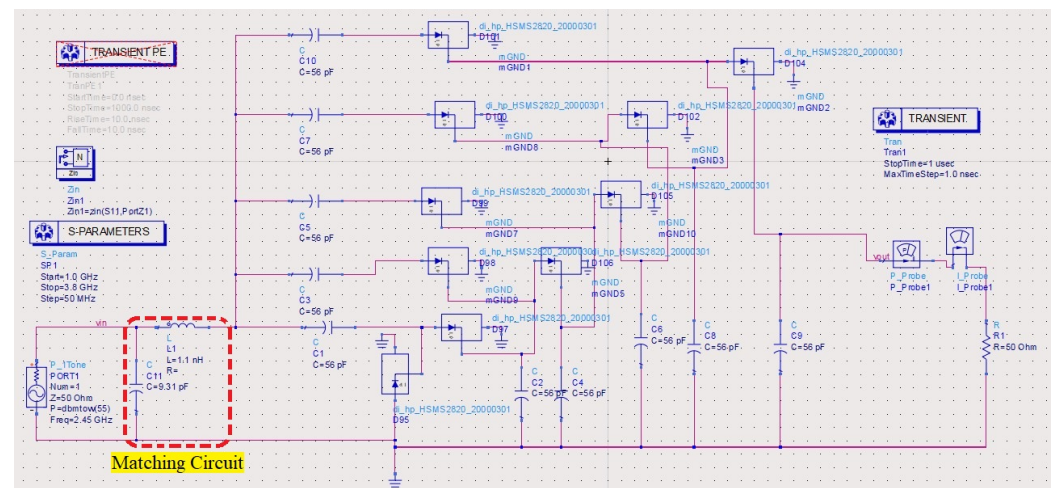 TRANSIENT PE
TransientPE
TranPE1
StartTime=0.0 nsec
StopTime=1000.0 nsec
RiseTime=10.0 nsec
FallTime=10.0 nsec
N
Zin
Zin
Zin1
Zin1=zin(S11,PortZ1)
S-PARAMETERS
S_Param
SP1
Start=1.0 GHz
Stop=3.8 GHz
Step=50 MHz
vin
P_1Tone
PORT1
Num=1
Z=50 Ohm
P=dbmtow(55)
Freq=2.45 GHz
C
C11
C=9.31 pF
L
L1
L=1.1 nH
R=
Matching Circuit
C
C10
C=56 pF
C
C7
C=56 pF
C
C5
C=56 pF
C
C3
C=56 pF
C
C1
C=56 pF
di_hp_HSMS2820_20000301
D101
mGND
mGND1
di_hp_HSMS2820_20000301
D104
mGND
mGND2
di_hp_HSMS2820_20000301
D100
mGND
mGND8
di_hp_HSMS2820_20000301
D102
mGND
mGND3
di_hp_HSMS2820_20000301
D99
mGND
mGND7
di_hp_HSMS2820_20000301
D105
mGND
mGND10
di_hp_HSMS2820_20000301
D98
mGND
mGND9
di_hp_HSMS2820_20000301
D106
mGND
mGND5
di_hp_HSMS2820_20000301
D97
di_hp_HSMS2820_20000301
D95
C
C2
C=56 pF
C
C4
C=56 pF
C
C6
C=56 pF
C
C8
C=56 pF
C
C9
C=56 pF
TRANSIENT
Tran
Tran1
StopTime=1 usec
MaxTimeStep=1.0 nsec
vout
P_Probe
P_Probe1
I_Probe
I_Probe1
R
R1
R=50 Ohm